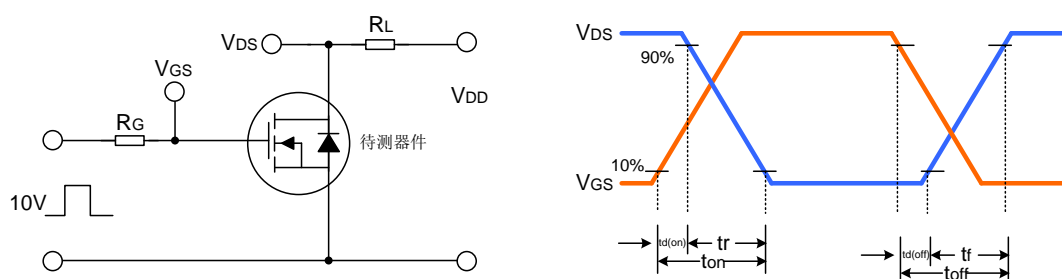 RL
VDS
VGS
VDD
RG
待测器件
10V
VDS
90%
10%
VGS
td(on)
tr
ton
td(off)
tf
toff